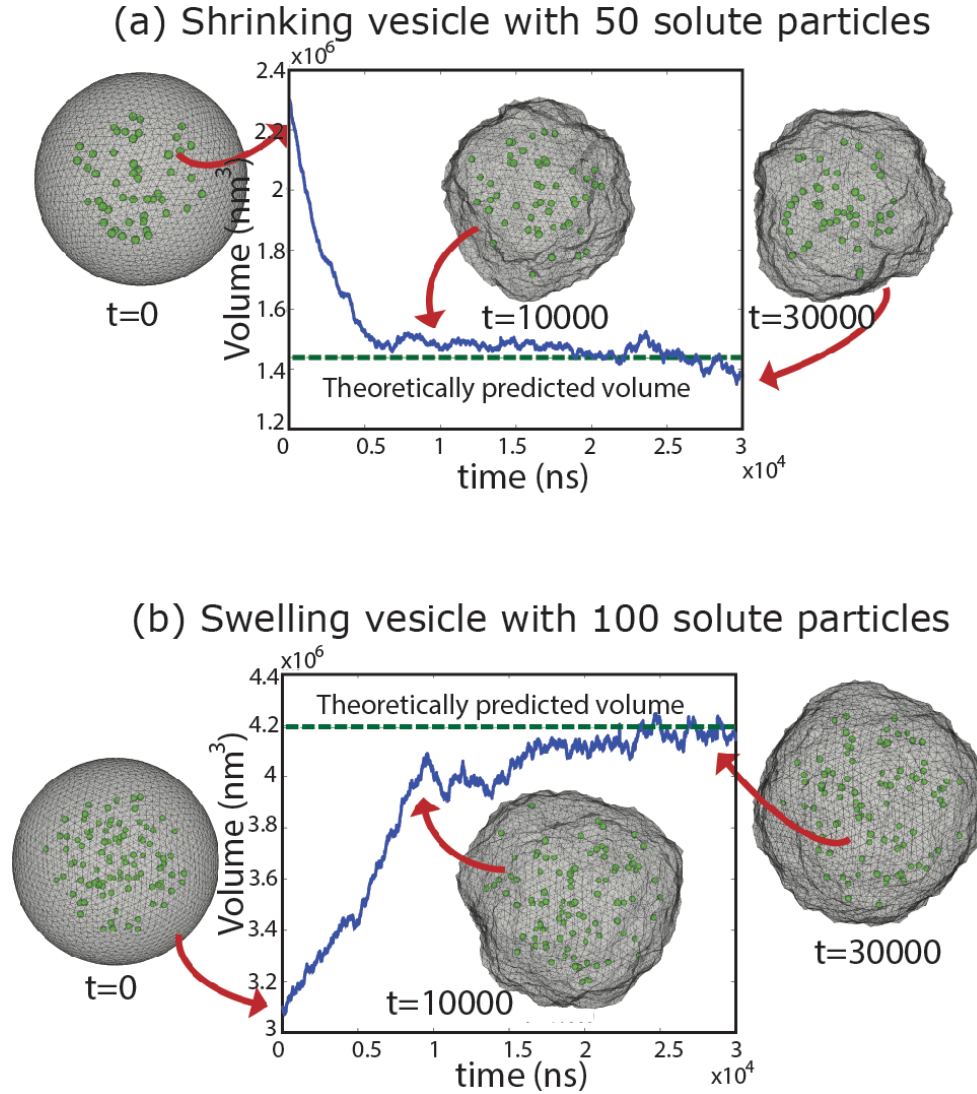 (a) Shrinking vesicle with 50 solute particles
x10^6
2.4
2.2
2
1.8
1.6
1.4
1.2
Volume (nm^3)
t=0
t=10000
t=30000
Theoretically predicted volume
0 0.5 1 1.5 2 2.5 3
time (ns)
x10^4
(b) Swelling vesicle with 100 solute particles
x10^6
4.4
4.2
4
3.8
3.6
3.4
3.2
3
Volume (nm^3)
Theoretically predicted volume
t=0
t=10000
t=30000
0 0.5 1 1.5 2 2.5 3
time (ns)
x10^4